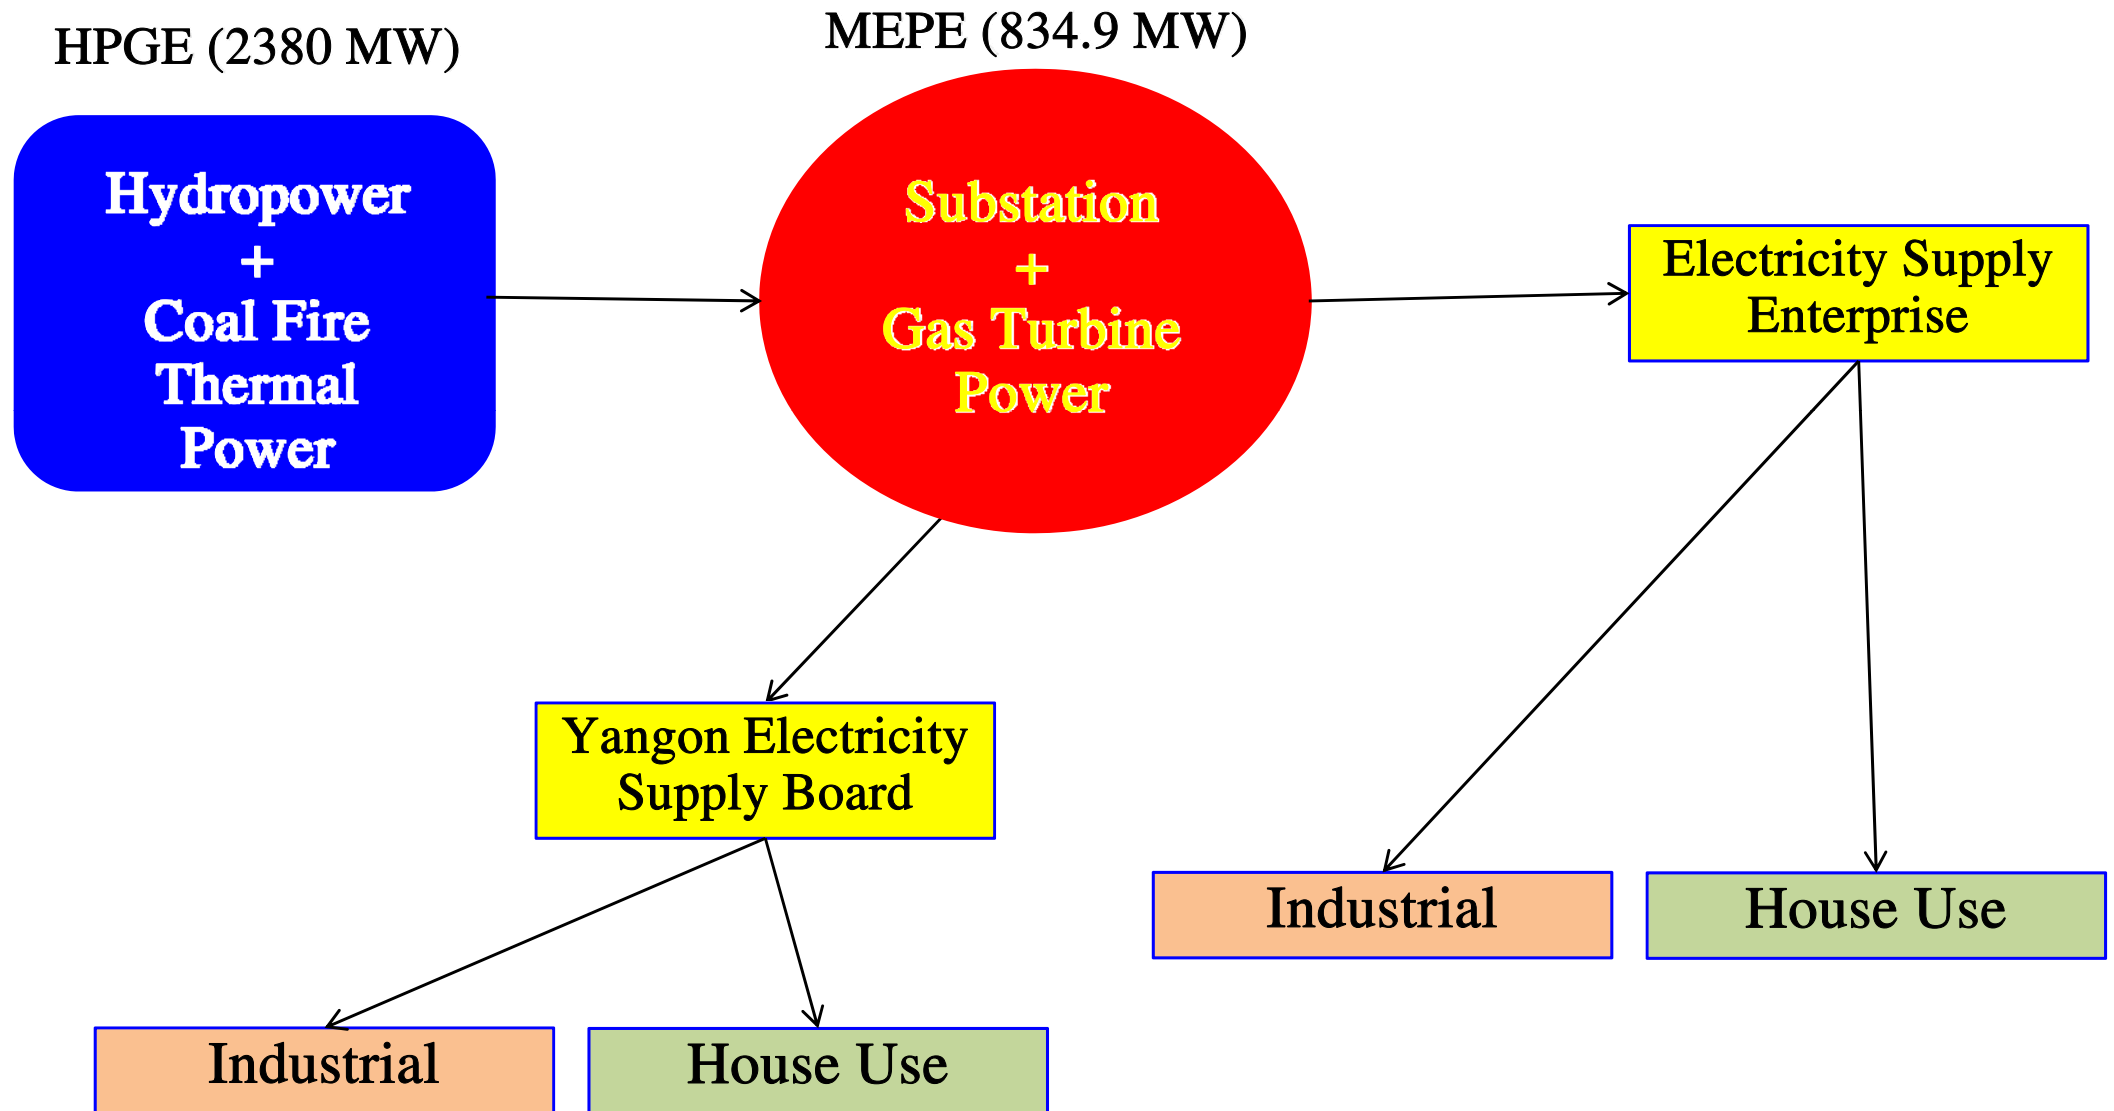 HPGE (2380 MW)
MEPE (834.9 MW)
Hydropower
+
Coal Fire
Thermal
Power
Substation
+
Gas Turbine
Power
Electricity Supply
Enterprise
Yangon Electricity
Supply Board
Industrial
House Use
Industrial
House Use